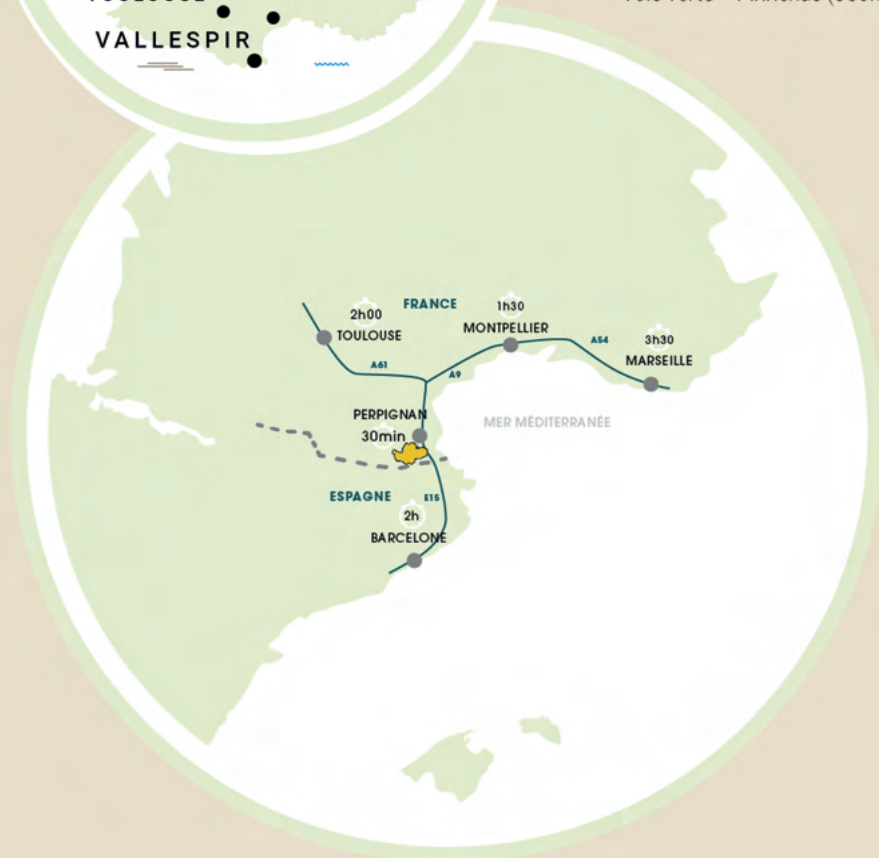 VALLESPIR
FRANCE
2h00
TOULOUSE
1h30
MONTPELLIER
A54
3h30
MARSEILLE
A61
A9
PERPIGNAN
30min
MER MÉDITERRANÉE
ESPAGNE
E15
2h
BARCELONE